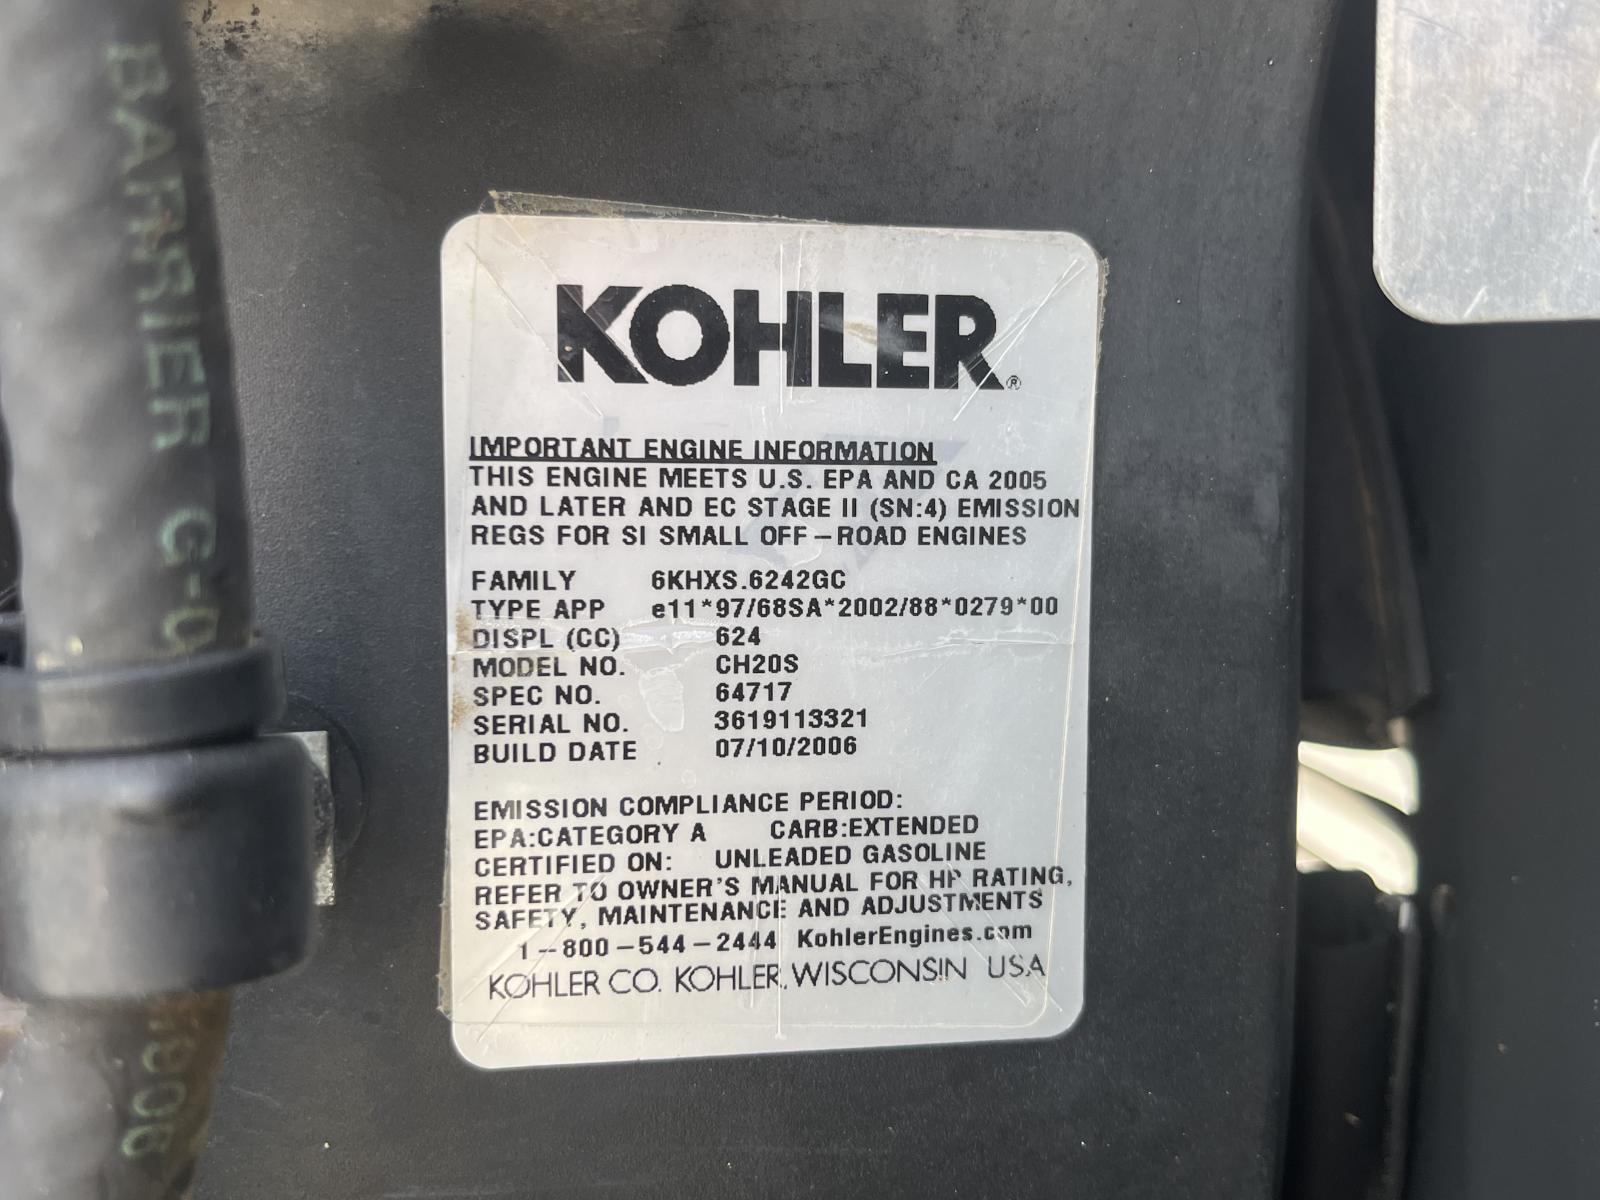 BARRIER G-0
KOHLER®
IMPORTANT ENGINE INFORMATION
THIS ENGINE MEETS U.S. EPA AND CA 2005
AND LATER AND EC STAGE II (SN:4) EMISSION
REGS FOR SI SMALL OFF-ROAD ENGINES
FAMILY 6KHXS.6242GC
TYPE APP e11*97/68SA*2002/88*0279*00
DISPL (CC) 624
MODEL NO. CH20S
SPEC NO. 64717
SERIAL NO. 3619113321
BUILD DATE 07/10/2006
EMISSION COMPLIANCE PERIOD:
EPA:CATEGORY A CARB:EXTENDED
CERTIFIED ON: UNLEADED GASOLINE
REFER TO OWNER'S MANUAL FOR HP RATING,
SAFETY, MAINTENANCE AND ADJUSTMENTS
1-800-544-2444 KohlerEngines.com
KOHLER CO. KOHLER, WISCONSIN USA